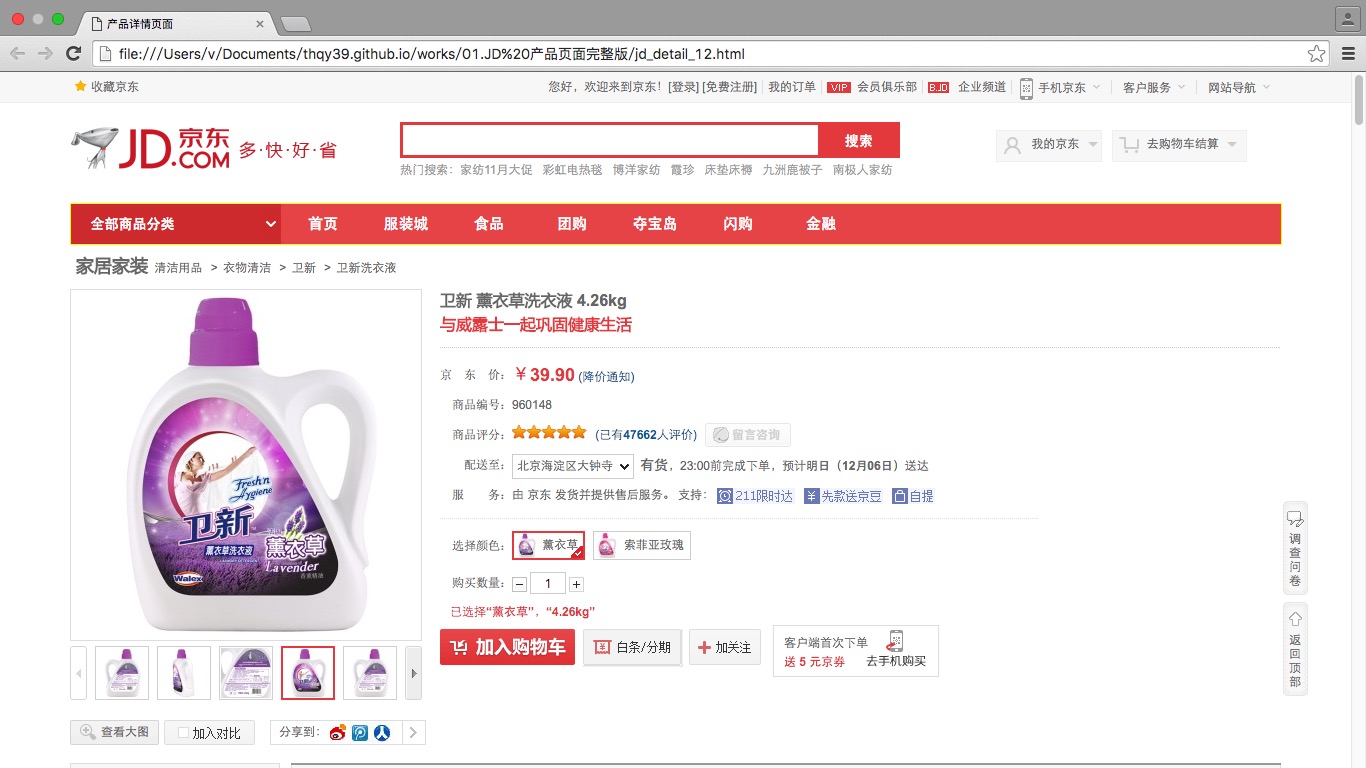 产品详情页面
file:///Users/v/Documents/thqy39.github.io/works/01.JD%20产品页面完整版/jd_detail_12.html
收藏京东
您好，欢迎来到京东！[登录] [免费注册] 我的订单 VIP 会员俱乐部 B.JD 企业频道 手机京东 客户服务 网站导航
JD.COM 京东 多·快·好·省
搜索
我的京东 去购物车结算
热门搜索： 家纺11月大促 彩虹电热毯 博洋家纺 霞珍 床垫床褥 九洲鹿被子 南极人家纺
全部商品分类 首页 服装城 食品 团购 夺宝岛 闪购 金融
家居家装 清洁用品 > 衣物清洁 > 卫新 > 卫新洗衣液
卫新 薰衣草洗衣液 4.26kg
与威露士一起巩固健康生活
京 东 价： ￥39.90 (降价通知)
商品编号： 960148
商品评分： (已有47662人评价) 留言咨询
配送至： 北京海淀区大钟寺 有货，23:00前完成下单，预计明日（12月06日）送达
服 务： 由 京东 发货并提供售后服务。 支持： 211限时达 ￥先款送京豆 自提
Fresh'n
Hygiene
卫新
薰衣草洗衣液
薰衣草
Lavender
香薰精油
Walex
选择颜色： 薰衣草 索菲亚玫瑰
购买数量： − 1 +
已选择“薰衣草”，“4.26kg”
加入购物车 白条/分期 加关注
客户端首次下单
送 5 元京券 去手机购买
查看大图 加入对比 分享到：
调查问卷
返回顶部